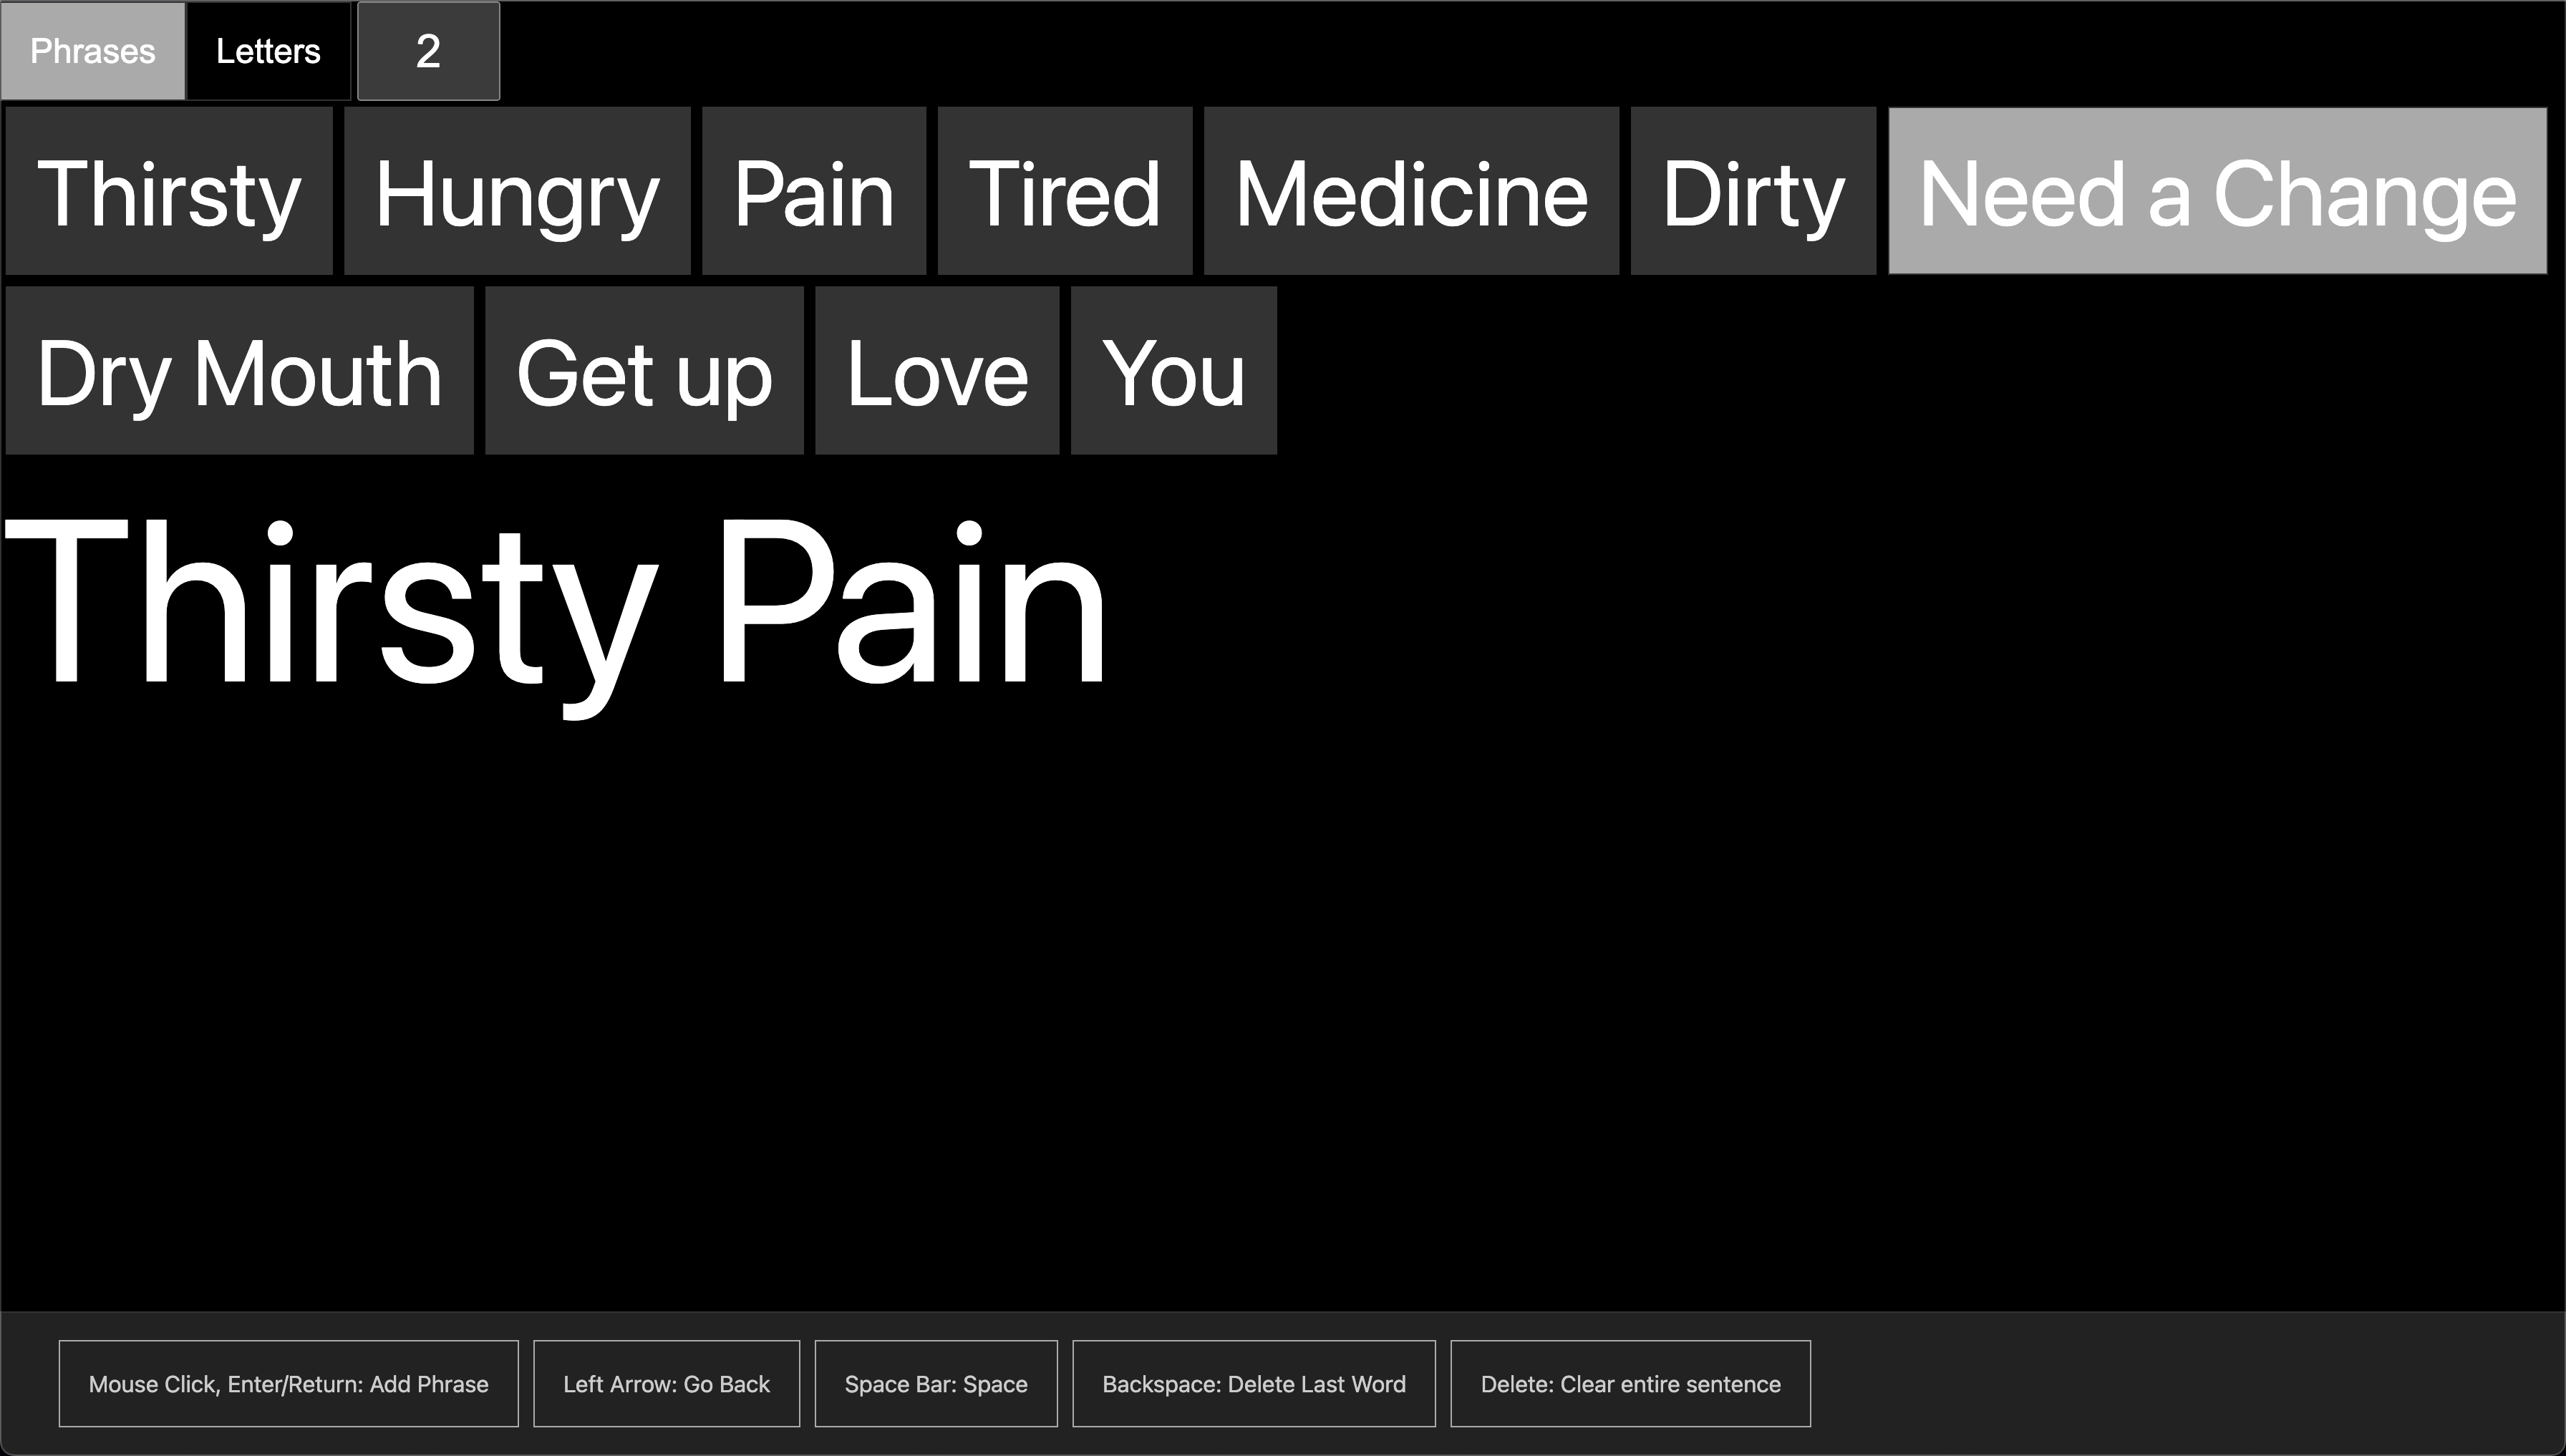 Phrases Letters 2
Thirsty Hungry Pain Tired Medicine Dirty Need a Change
Dry Mouth Get up Love You
Thirsty Pain
Mouse Click, Enter/Return: Add Phrase Left Arrow: Go Back Space Bar: Space Backspace: Delete Last Word Delete: Clear entire sentence